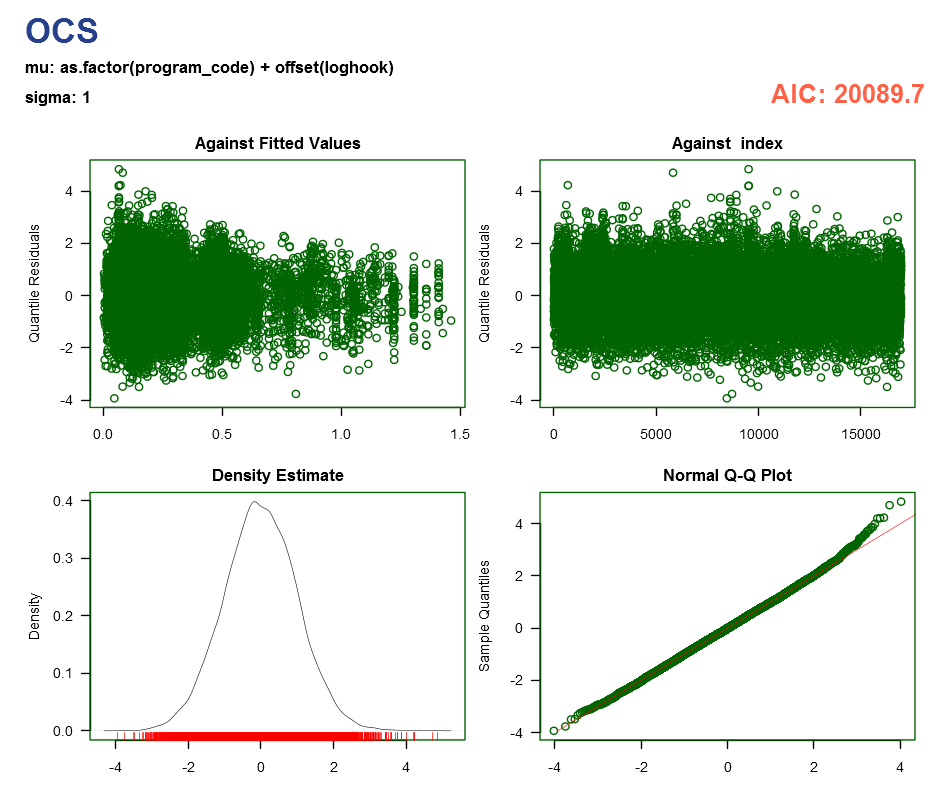 OCS
mu: as.factor(program_code) + offset(loghook)
sigma: 1
AIC: 20089.7
Against Fitted Values
Quantile Residuals
4
2
0
-2
-4
0.0 0.5 1.0 1.5
Against  index
Quantile Residuals
4
2
0
-2
-4
0 5000 10000 15000
Density Estimate
Density
0.4
0.3
0.2
0.1
0.0
-4 -2 0 2 4
Normal Q-Q Plot
Sample Quantiles
4
2
0
-2
-4
-4 -2 0 2 4